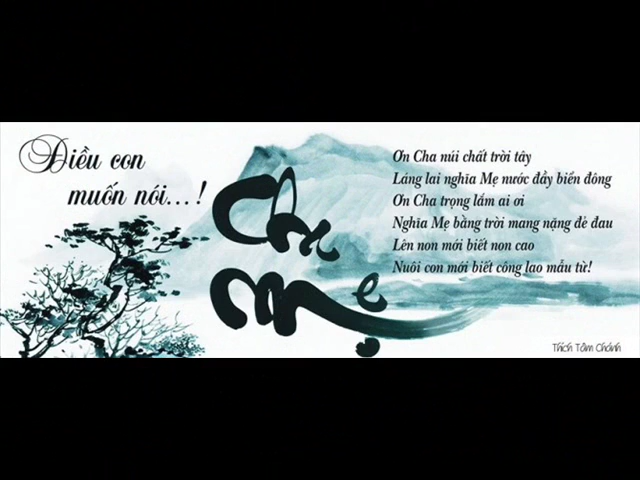 Điều con
muốn nói...!
Cha
Mẹ
Ơn Cha núi chất trời tây
Láng lai nghĩa Mẹ mước đầy biển đông
Ơn Cha trọng lắm ai ơi
Nghĩa Mẹ bằng trời mang nặng đẻ đau
Lên non mới biết non cao
Nuôi con mới biết công lao mẫu từ!
Thích Tâm Chánh